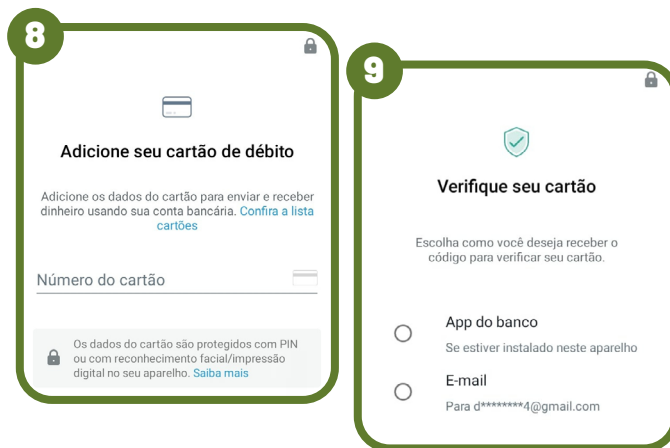 8
Adicione seu cartão de débito
Adicione os dados do cartão para enviar e receber
dinheiro usando sua conta bancária. Confira a lista
cartões
Número do cartão
Os dados do cartão são protegidos com PIN
ou com reconhecimento facial/impressão
digital no seu aparelho. Saiba mais
9
Verifique seu cartão
Escolha como você deseja receber o
código para verificar seu cartão.
App do banco
Se estiver instalado neste aparelho
E-mail
Para d********4@gmail.com